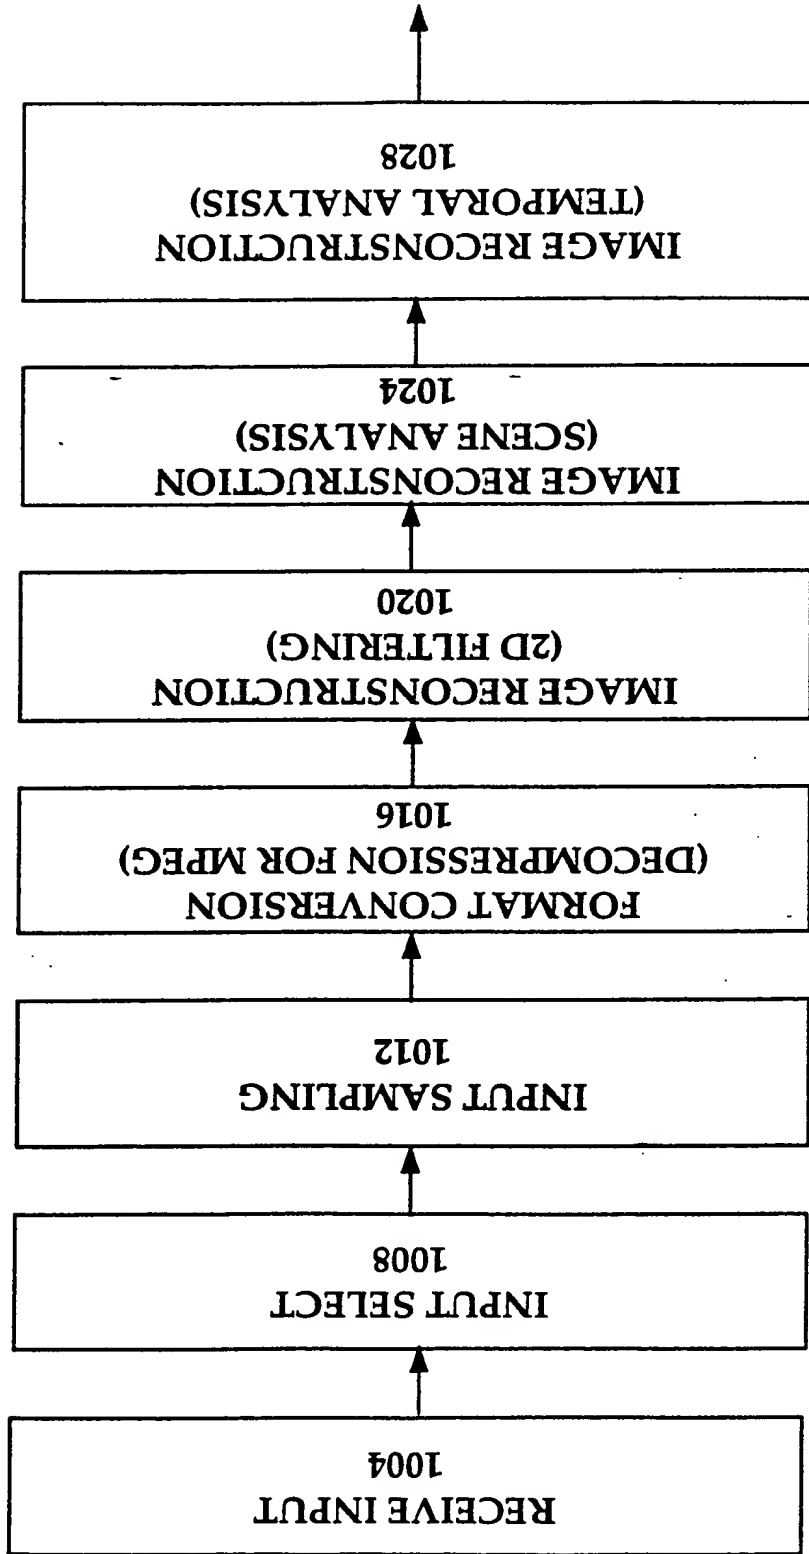 RECEIVE INPUT
1004
INPUT SELECT
1008
INPUT SAMPLING
1012
FORMAT CONVERSION
(DECOMPRESSION FOR MPEG)
1016
IMAGE RECONSTRUCTION
(2D FILTERING)
1020
IMAGE RECONSTRUCTION
(SCENE ANALYSIS)
1024
IMAGE RECONSTRUCTION
(TEMPORAL ANALYSIS)
1028